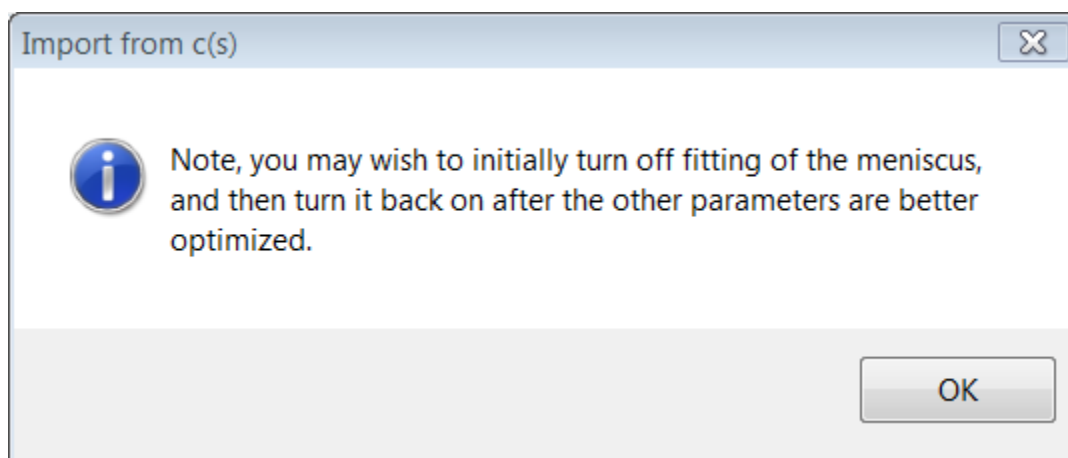 Import from c(s)
Note, you may wish to initially turn off fitting of the meniscus,
and then turn it back on after the other parameters are better
optimized.
OK